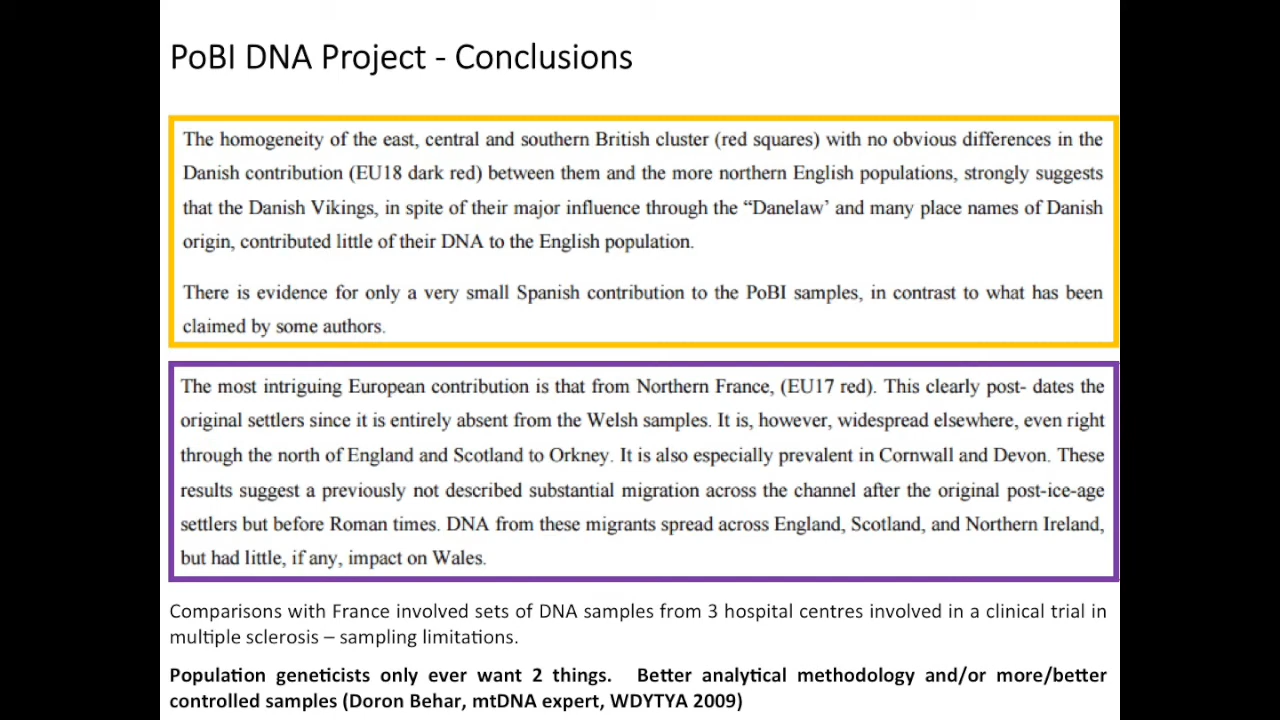 PoBI DNA Project - Conclusions
The homogeneity of the east, central and southern British cluster (red squares) with no obvious differences in the
Danish contribution (EU18 dark red) between them and the more northern English populations, strongly suggests
that the Danish Vikings, in spite of their major influence through the “Danelaw’ and many place names of Danish
origin, contributed little of their DNA to the English population.
There is evidence for only a very small Spanish contribution to the PoBI samples, in contrast to what has been
claimed by some authors.
The most intriguing European contribution is that from Northern France, (EU17 red). This clearly post- dates the
original settlers since it is entirely absent from the Welsh samples. It is, however, widespread elsewhere, even right
through the north of England and Scotland to Orkney. It is also especially prevalent in Cornwall and Devon. These
results suggest a previously not described substantial migration across the channel after the original post-ice-age
settlers but before Roman times. DNA from these migrants spread across England, Scotland, and Northern Ireland,
but had little, if any, impact on Wales.
Comparisons with France involved sets of DNA samples from 3 hospital centres involved in a clinical trial in
multiple sclerosis – sampling limitations.
Population geneticists only ever want 2 things. Better analytical methodology and/or more/better
controlled samples (Doron Behar, mtDNA expert, WDYTYA 2009)